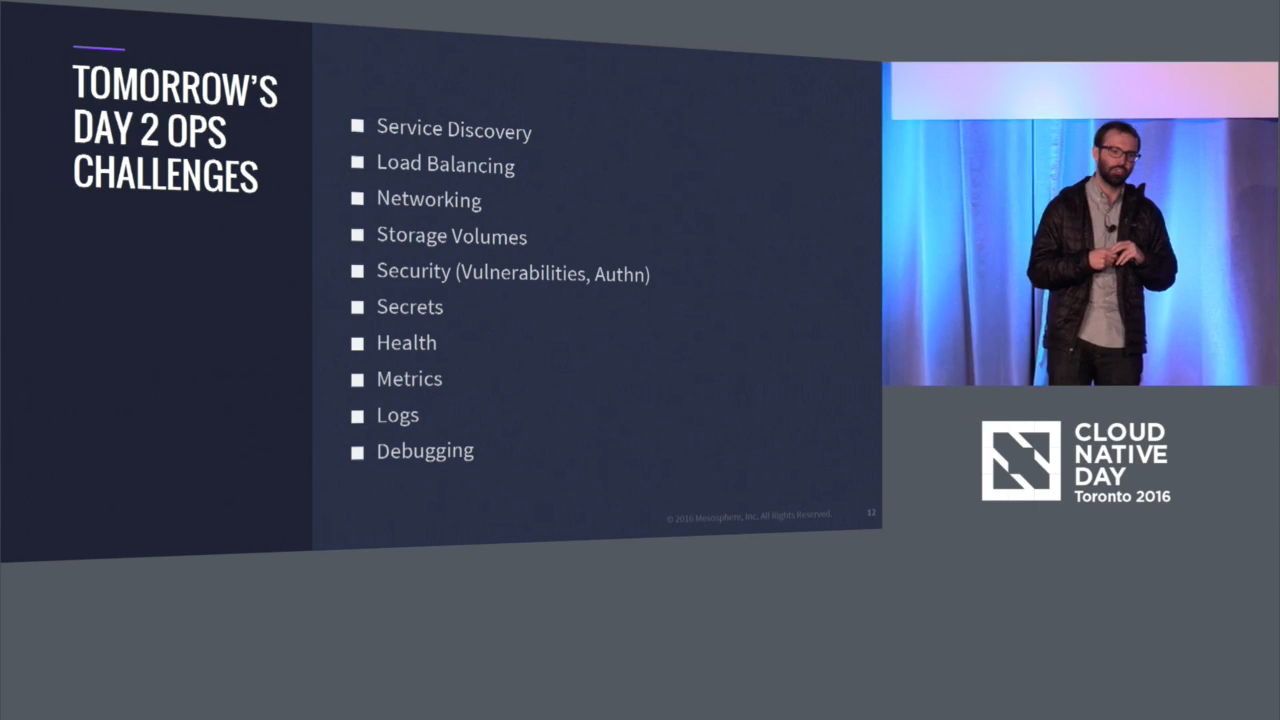 TOMORROW'S
DAY 2 OPS
CHALLENGES
Service Discovery
Load Balancing
Networking
Storage Volumes
Security (Vulnerabilities, Authn)
Secrets
Health
Metrics
Logs
Debugging
© 2016 Mesosphere, Inc. All Rights Reserved.
12
CLOUD
NATIVE
DAY
Toronto 2016